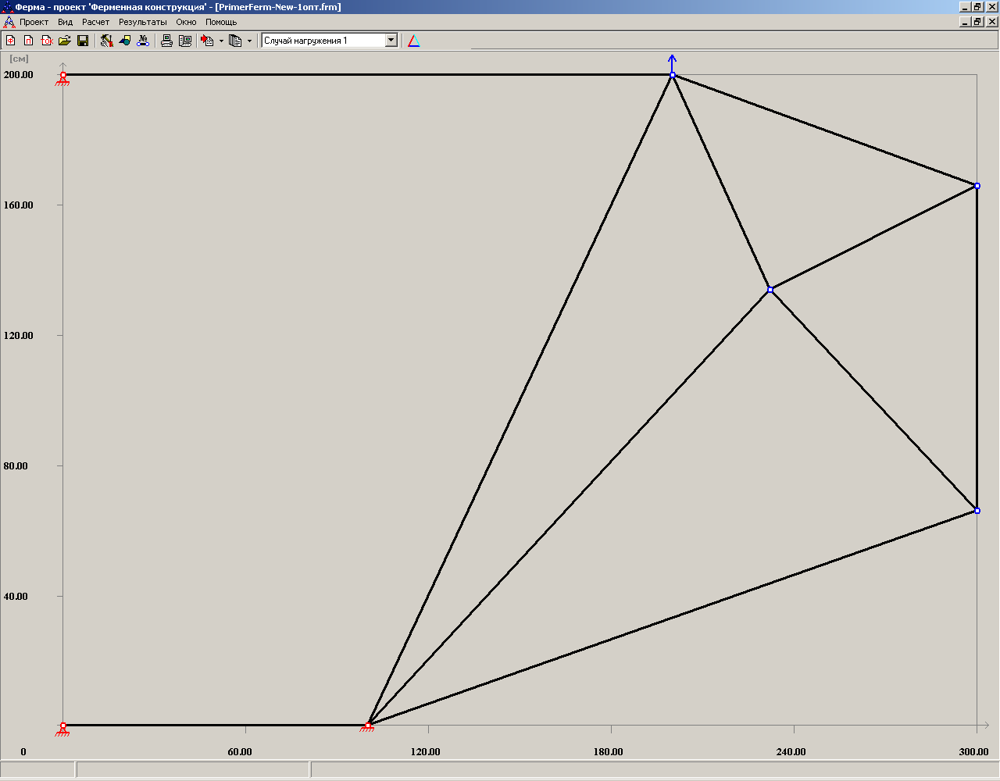 Ферма - проект 'Ферменная конструкция' - [PrimerFerm-New-1опт.frm]
Проект Вид Расчет Результаты Окно Помощь
П ток № Случай нагружения 1
[см]
200.00
160.00
120.00
80.00
40.00
0 60.00 120.00 180.00 240.00 300.00